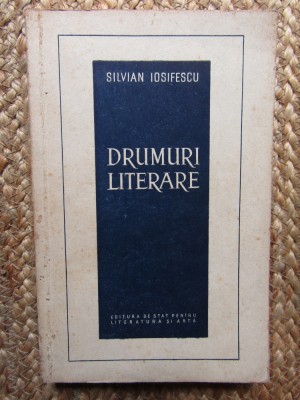 SILVIAN IOSIFESCU
DRUMURI
LITERARE
EDITURA DE STAT PENTRU
LITERATURA ȘI ARTA